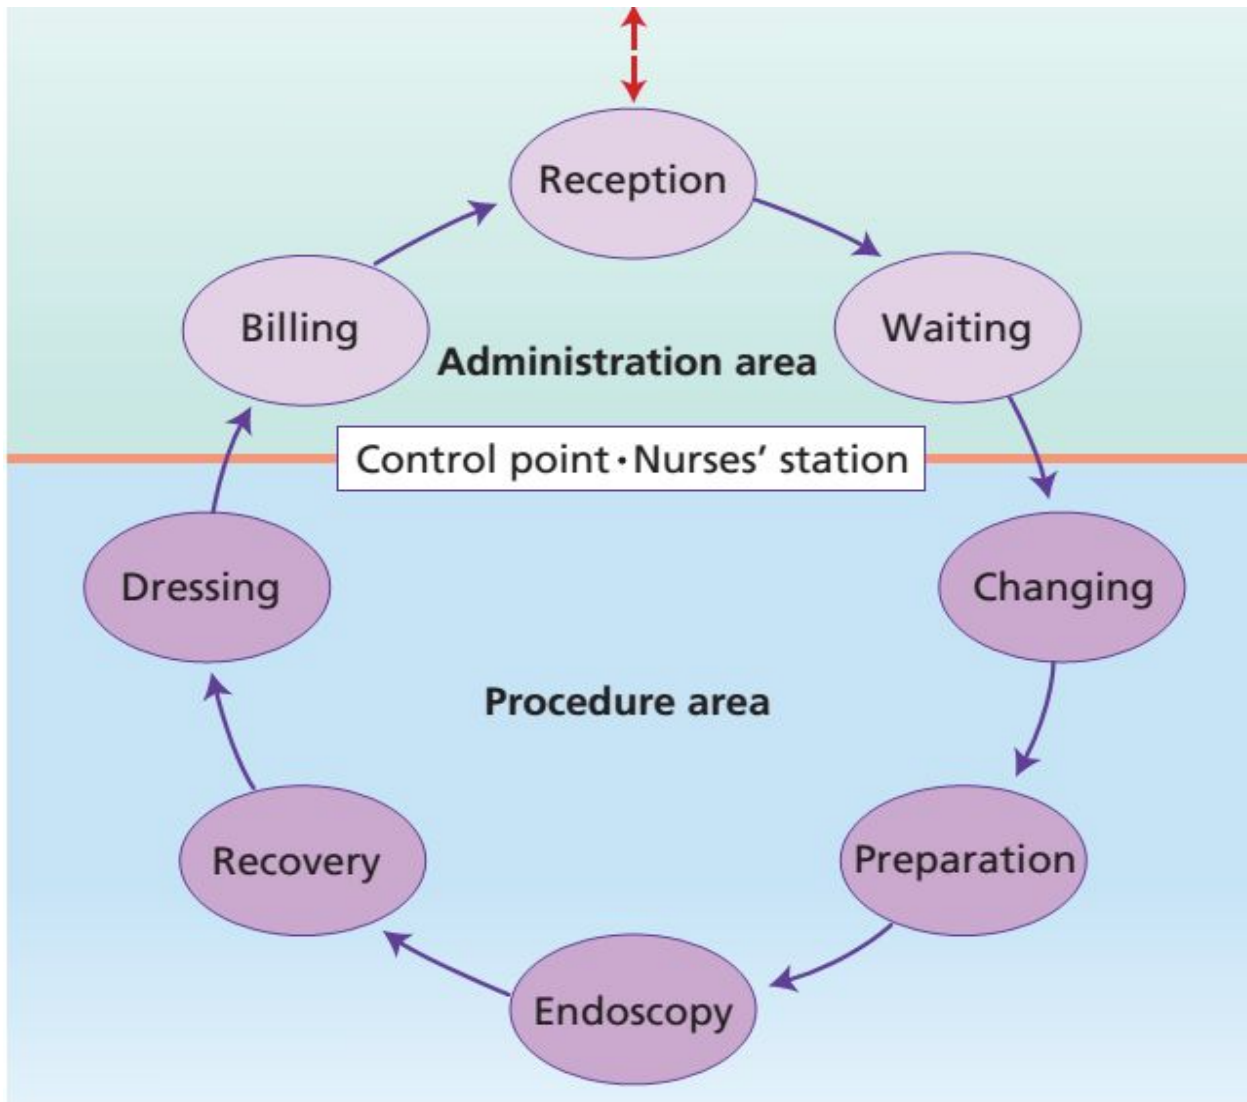 Reception
Billing
Waiting
Administration area
Control point · Nurses’ station
Dressing
Changing
Procedure area
Recovery
Preparation
Endoscopy